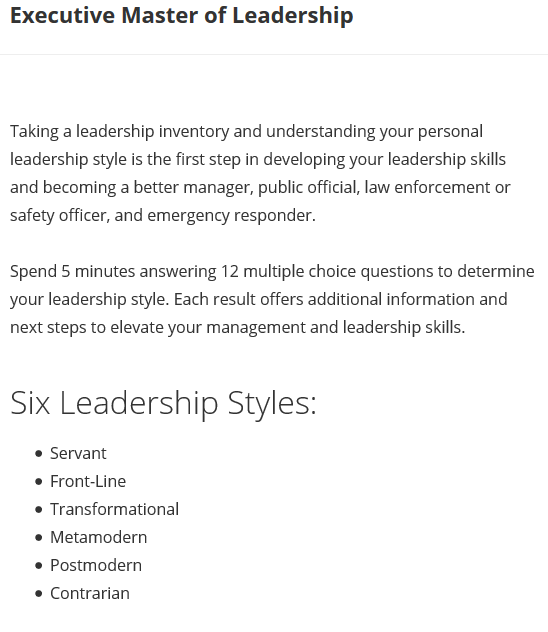 Executive Master of Leadership
Taking a leadership inventory and understanding your personal
leadership style is the first step in developing your leadership skills
and becoming a better manager, public official, law enforcement or
safety officer, and emergency responder.
Spend 5 minutes answering 12 multiple choice questions to determine
your leadership style. Each result offers additional information and
next steps to elevate your management and leadership skills.
Six Leadership Styles:
• Servant
• Front-Line
• Transformational
• Metamodern
• Postmodern
• Contrarian